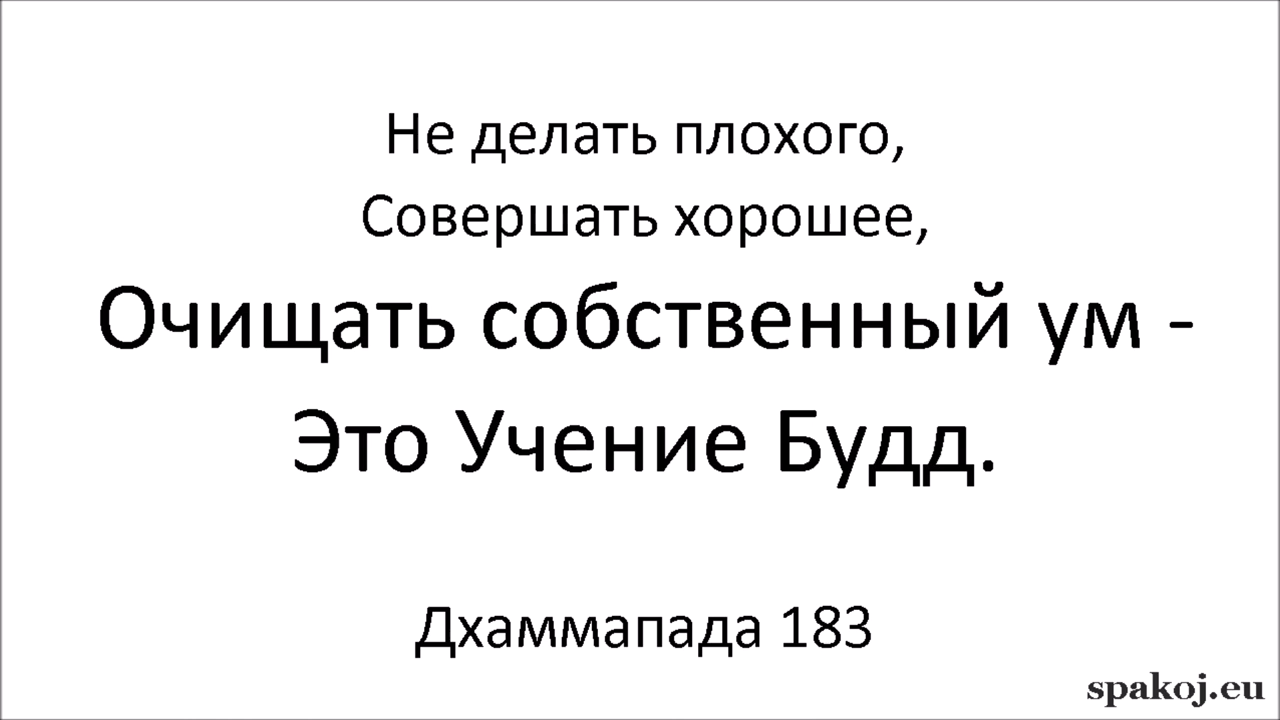 Не делать плохого,
Совершать хорошее,
Очищать собственный ум -
Это Учение Будд.
Дхаммапада 183
spakoj.eu